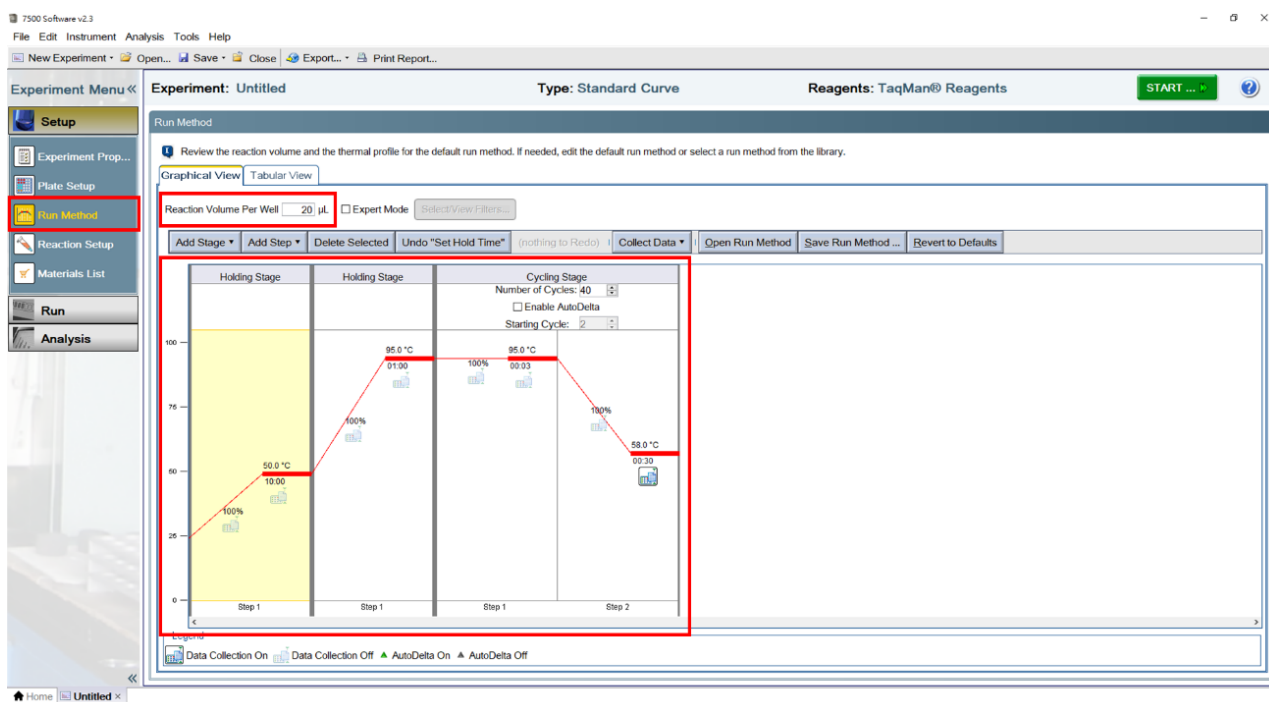 7500 Software v2.3
File Edit Instrument Analysis Tools Help
New Experiment Open... Save Close Export... Print Report...
Experiment Menu «
Experiment: Untitled Type: Standard Curve Reagents: TaqMan® Reagents START ...
Setup
Experiment Prop...
Plate Setup
Run Method
Reaction Setup
Materials List
Run
Analysis
Run Method
Review the reaction volume and the thermal profile for the default run method. If needed, edit the default run method or select a run method from the library.
Graphical View Tabular View
Reaction Volume Per Well 20 µL Expert Mode Select/View Filters...
Add Stage Add Step Delete Selected Undo "Set Hold Time" (nothing to Redo) Collect Data Open Run Method Save Run Method ... Revert to Defaults
Holding Stage Holding Stage Cycling Stage
Number of Cycles: 40
Enable AutoDelta
Starting Cycle: 2
100
95.0 °C 95.0 °C
01:00 100% 00:03
75
100% 100%
58.0 °C
00:30
50
50.0 °C
10:00
100%
25
0
Step 1 Step 1 Step 1 Step 2
Legend
Data Collection On Data Collection Off AutoDelta On AutoDelta Off
«
Home Untitled ×